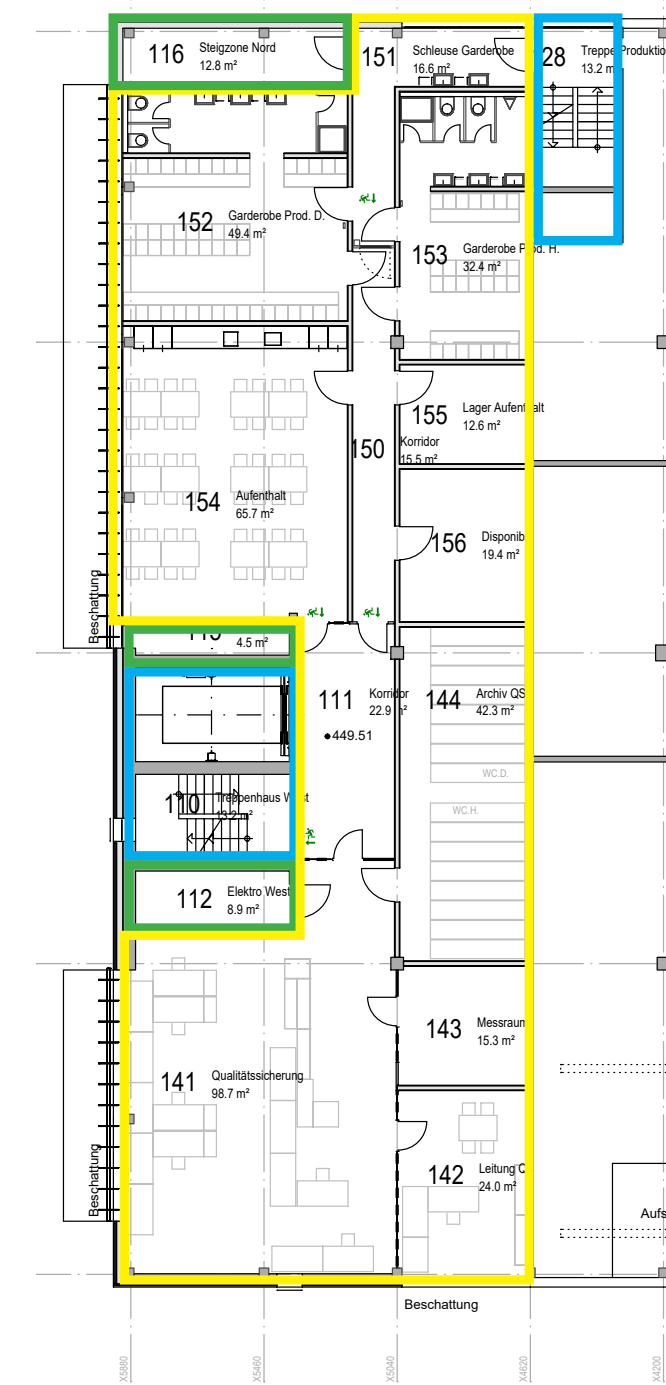 116 Steigzone Nord
12.8 m²
151 Schleuse Garderobe
16.6 m²
28 Treppe Produktio
13.2 m²
152 Garderobe Prod. D.
49.4 m²
153 Garderobe Prod. H.
32.4 m²
155 Lager Aufenthalt
12.6 m²
150 Korridor
15.5 m²
154 Aufenthalt
65.7 m²
156 Disponib
19.4 m²
Beschattung
4.5 m²
111 Korridor
22.9 m²
449.51
144 Archiv QS
42.3 m²
WC.D.
WC.H.
110 Treppenhaus West
13.2 m²
112 Elektro West
8.9 m²
143 Messraum
15.3 m²
141 Qualitätssicherung
98.7 m²
142 Leitung Q
24.0 m²
Beschattung
Aufs
Beschattung
X5880
X5460
X5040
X4620
X4200